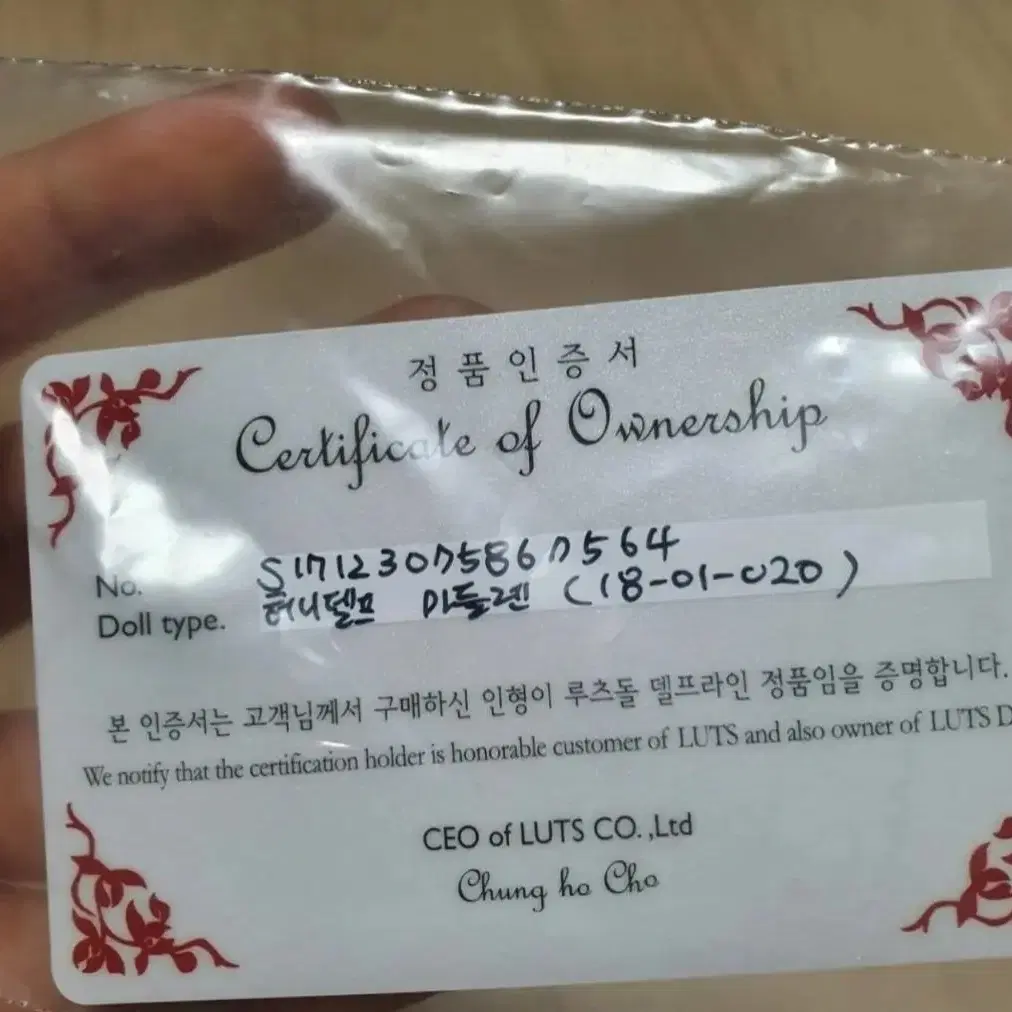 정품인증서
Certificate of Ownership
No. S17123075867564
Doll type. 허니델프 마들렌 (18-01-020)
본 인증서는 고객님께서 구매하신 인형이 루츠돌 델프라인 정품임을 증명합니다.
We notify that the certification holder is honorable customer of LUTS and also owner of LUTS D
CEO of LUTS CO.,Ltd
Chung ho Cho